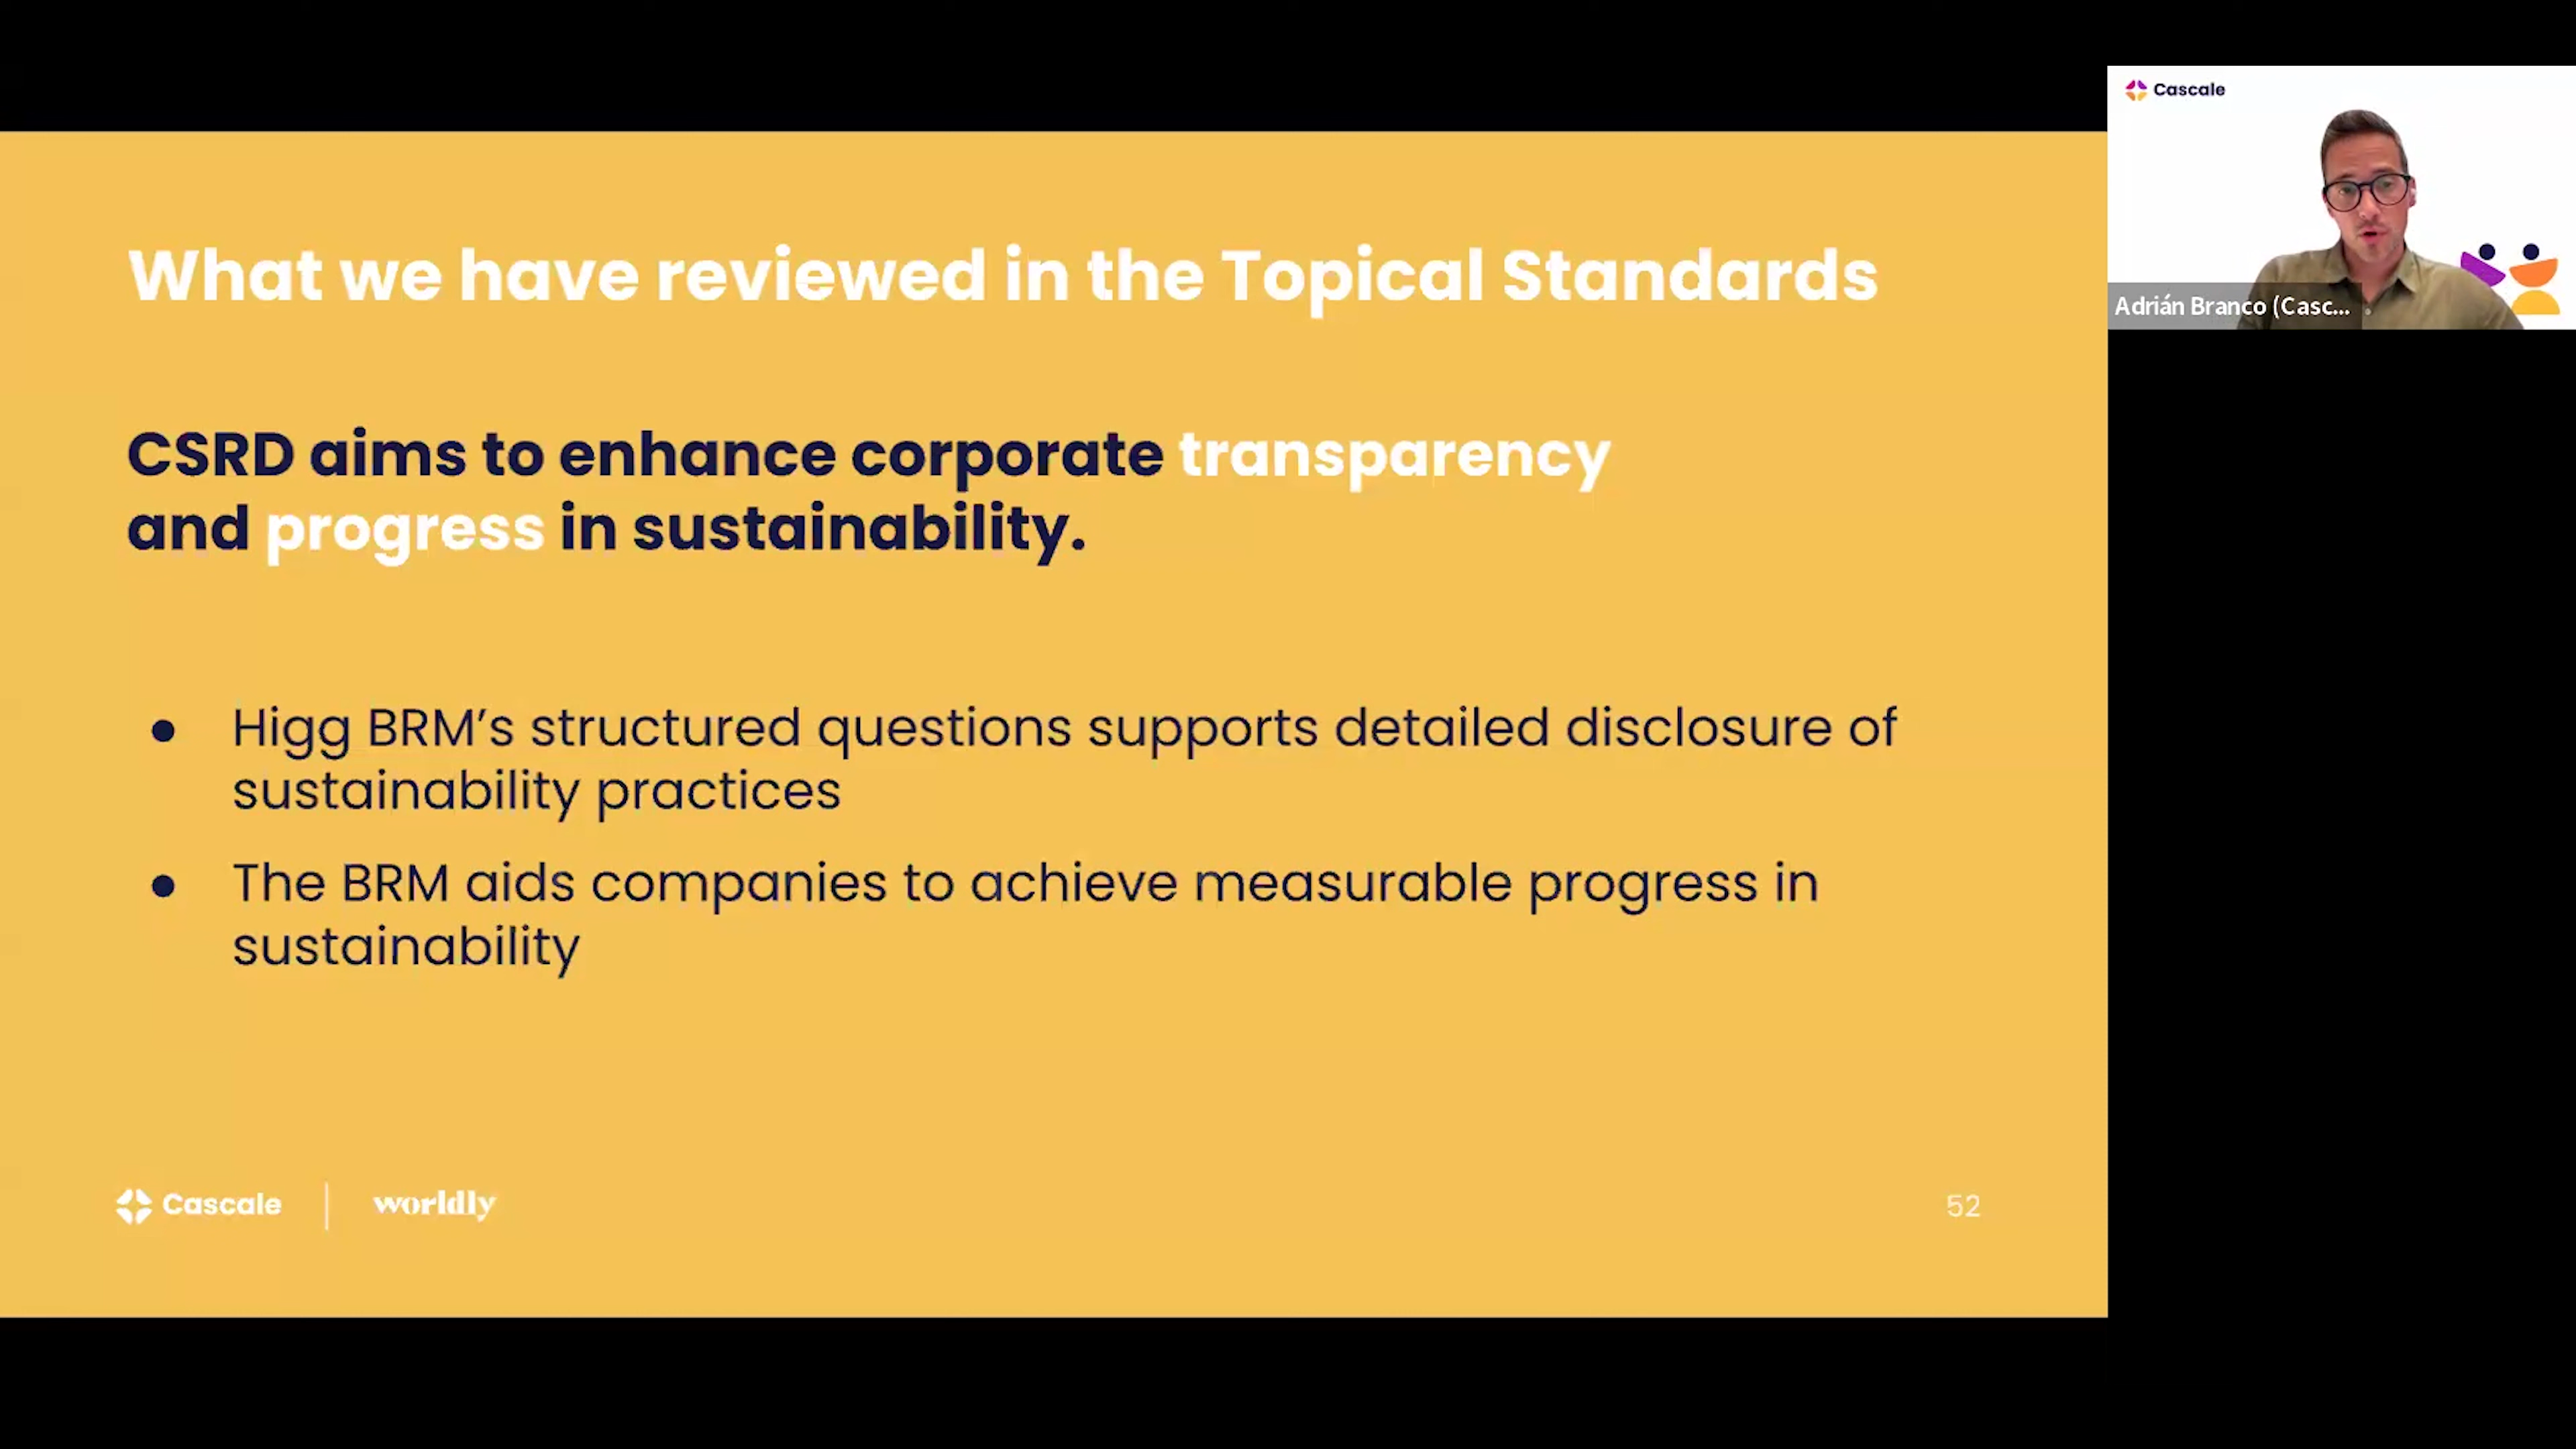 What we have reviewed in the Topical Standards
CSRD aims to enhance corporate transparency
and progress in sustainability.
● Higg BRM’s structured questions supports detailed disclosure of
sustainability practices
● The BRM aids companies to achieve measurable progress in
sustainability
Cascale | worldly
52
Cascale
Adrián Branco (Casc...